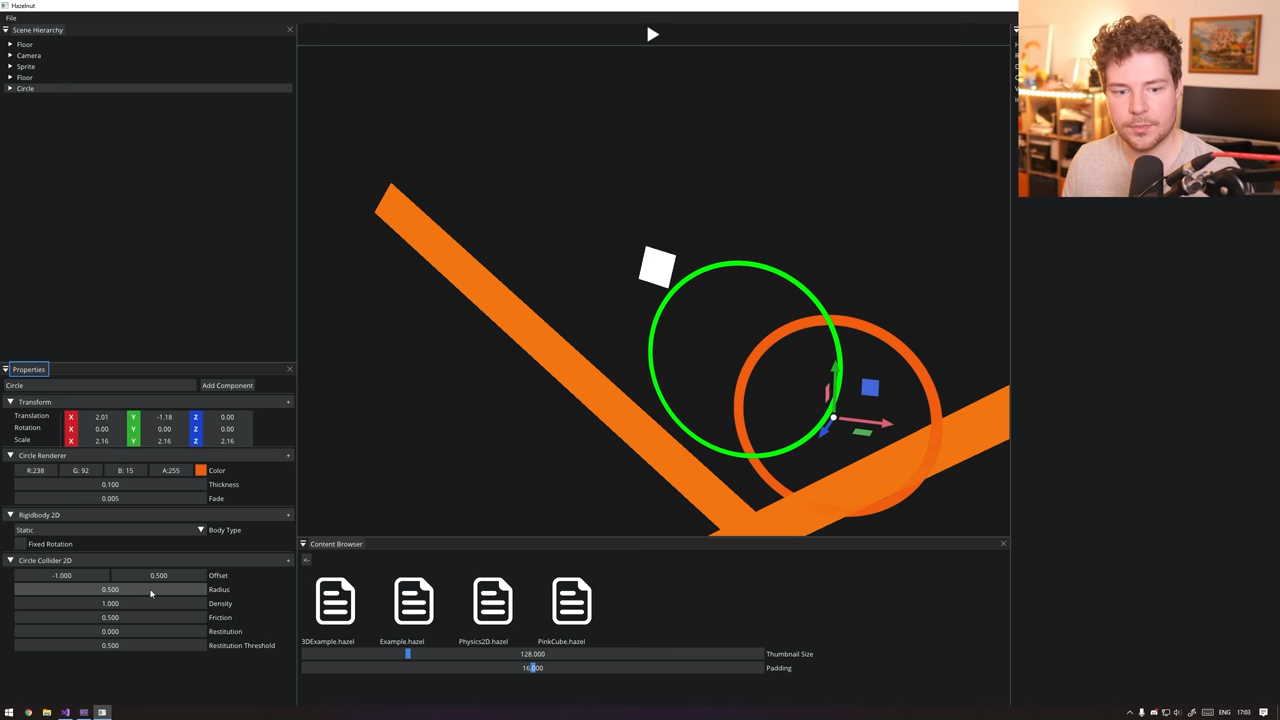 Hazelnut
File
Scene Hierarchy
Floor
Camera
Sprite
Floor
Circle
Properties
Circle
Add Component
Transform
+
Translation X 2.01 Y -1.18 Z 0.00
Rotation X 0.00 Y 0.00 Z 0.00
Scale X 2.16 Y 2.16 Z 2.16
Circle Renderer
+
R:238 G: 92 B: 15 A:255 Color
0.100 Thickness
0.005 Fade
Rigidbody 2D
+
Static Body Type
Fixed Rotation
Circle Collider 2D
+
-1.000 0.500 Offset
0.500 Radius
1.000 Density
0.500 Friction
0.000 Restitution
0.500 Restitution Threshold
Content Browser
<-
3DExample.hazel
Example.hazel
Physics2D.hazel
PinkCube.hazel
128.000 Thumbnail Size
16.000 Padding
ENG 17:03